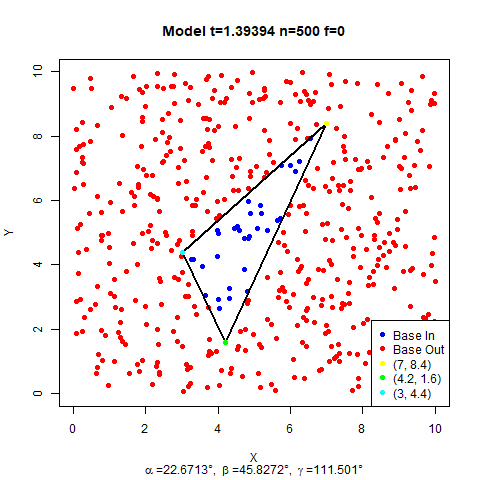 Model t=1.39394 n=500 f=0
Y
10
8
6
4
2
0
Base In
Base Out
(7, 8.4)
(4.2, 1.6)
(3, 4.4)
0 2 4 6 8 10
X
α=22.6713°, β=45.8272°, γ=111.501°